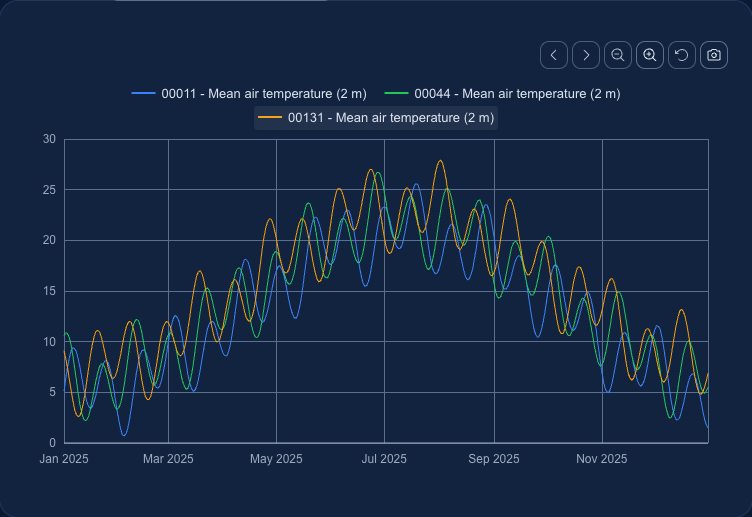 00011 - Mean air temperature (2 m) 00044 - Mean air temperature (2 m)
00131 - Mean air temperature (2 m)
30
25
20
15
10
5
0
Jan 2025 Mar 2025 May 2025 Jul 2025 Sep 2025 Nov 2025